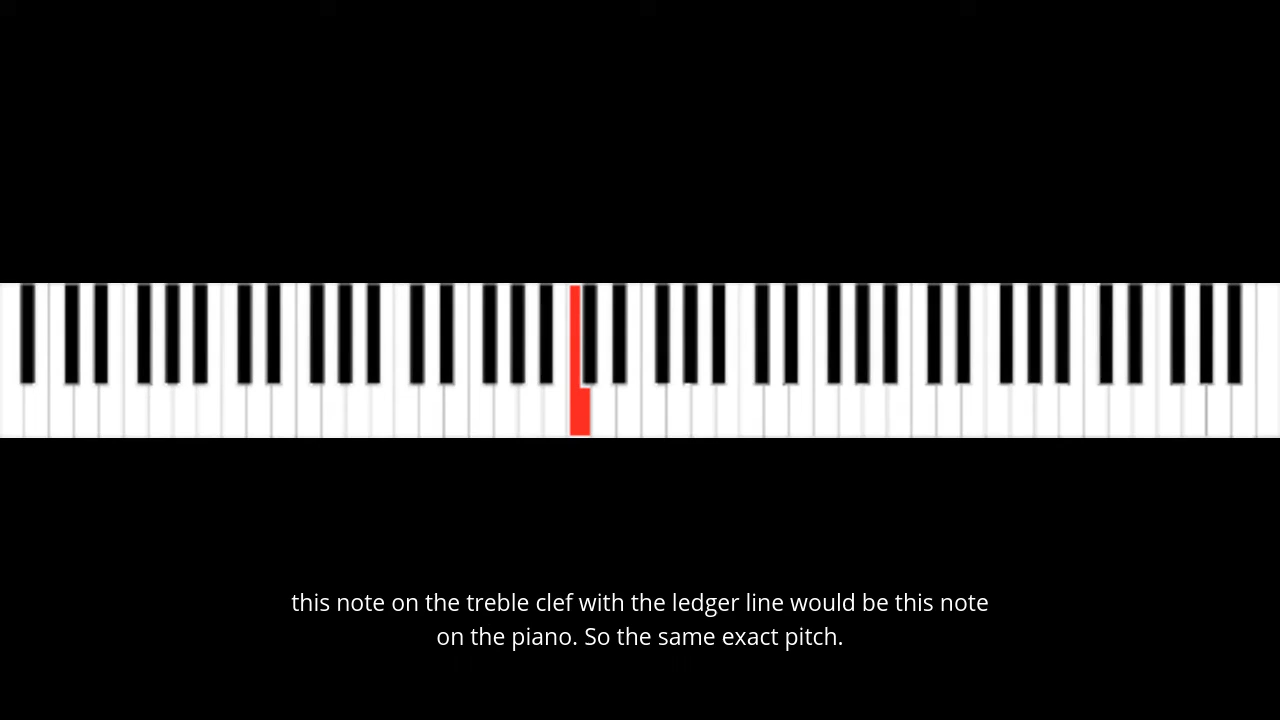 this note on the treble clef with the ledger line would be this note
on the piano. So the same exact pitch.